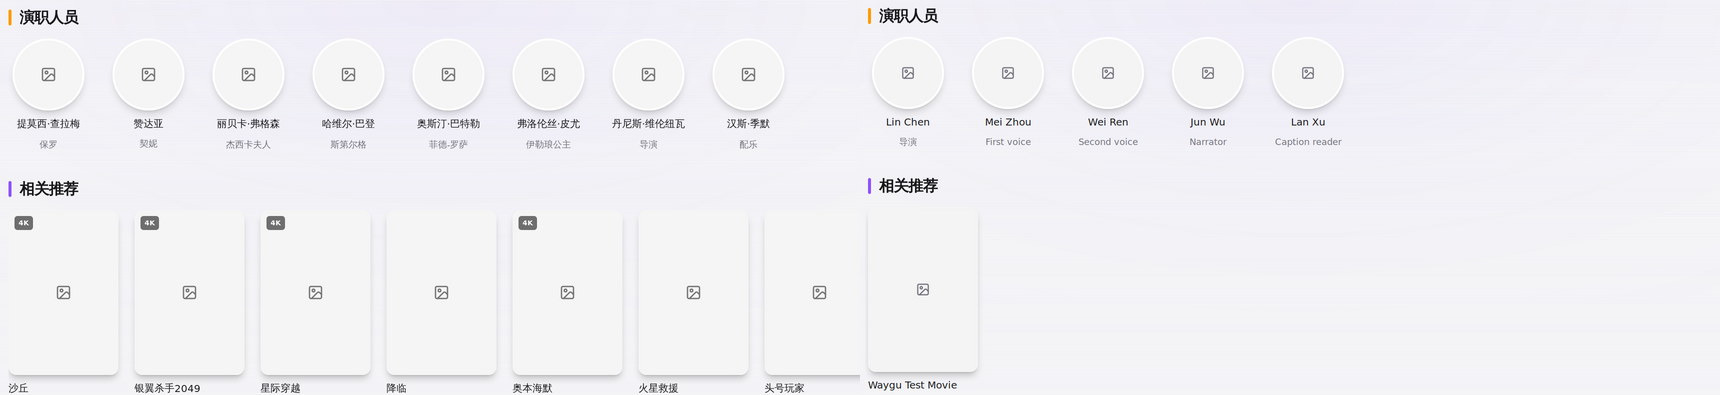 演职人员
提莫西·查拉梅 赞达亚 丽贝卡·弗格森 哈维尔·巴登 奥斯汀·巴特勒 弗洛伦丝·皮尤 丹尼斯·维伦纽瓦 汉斯·季默
保罗 契妮 杰西卡夫人 斯第尔格 菲德-罗萨 伊勒琅公主 导演 配乐
相关推荐
4K 4K 4K 4K
沙丘 银翼杀手2049 星际穿越 降临 奥本海默 火星救援 头号玩家
演职人员
Lin Chen Mei Zhou Wei Ren Jun Wu Lan Xu
导演 First voice Second voice Narrator Caption reader
相关推荐
Waygu Test Movie